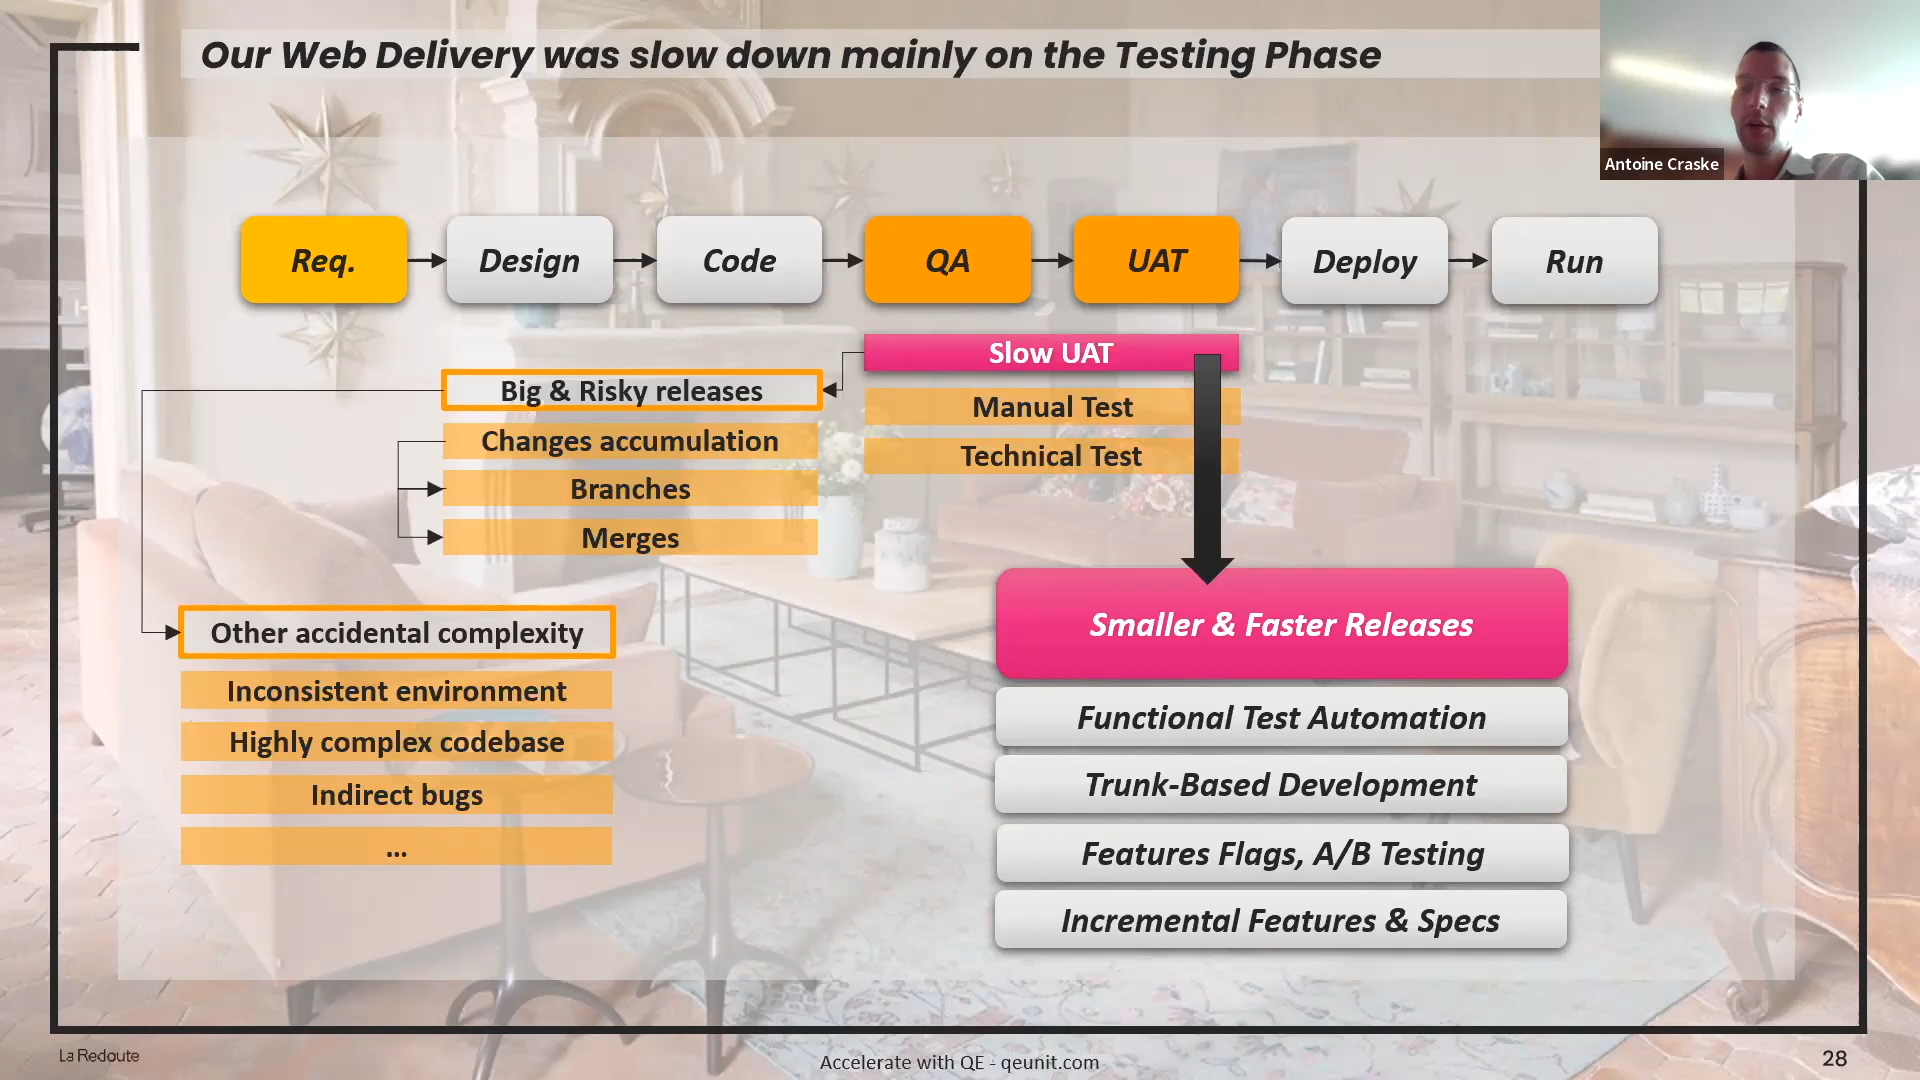 Our Web Delivery was slow down mainly on the Testing Phase
Antoine Craske
Req.
Design
Code
QA
UAT
Deploy
Run
Slow UAT
Manual Test
Technical Test
Big & Risky releases
Changes accumulation
Branches
Merges
Other accidental complexity
Inconsistent environment
Highly complex codebase
Indirect bugs
...
Smaller & Faster Releases
Functional Test Automation
Trunk-Based Development
Features Flags, A/B Testing
Incremental Features & Specs
La Redoute
Accelerate with QE - qeunit.com
28